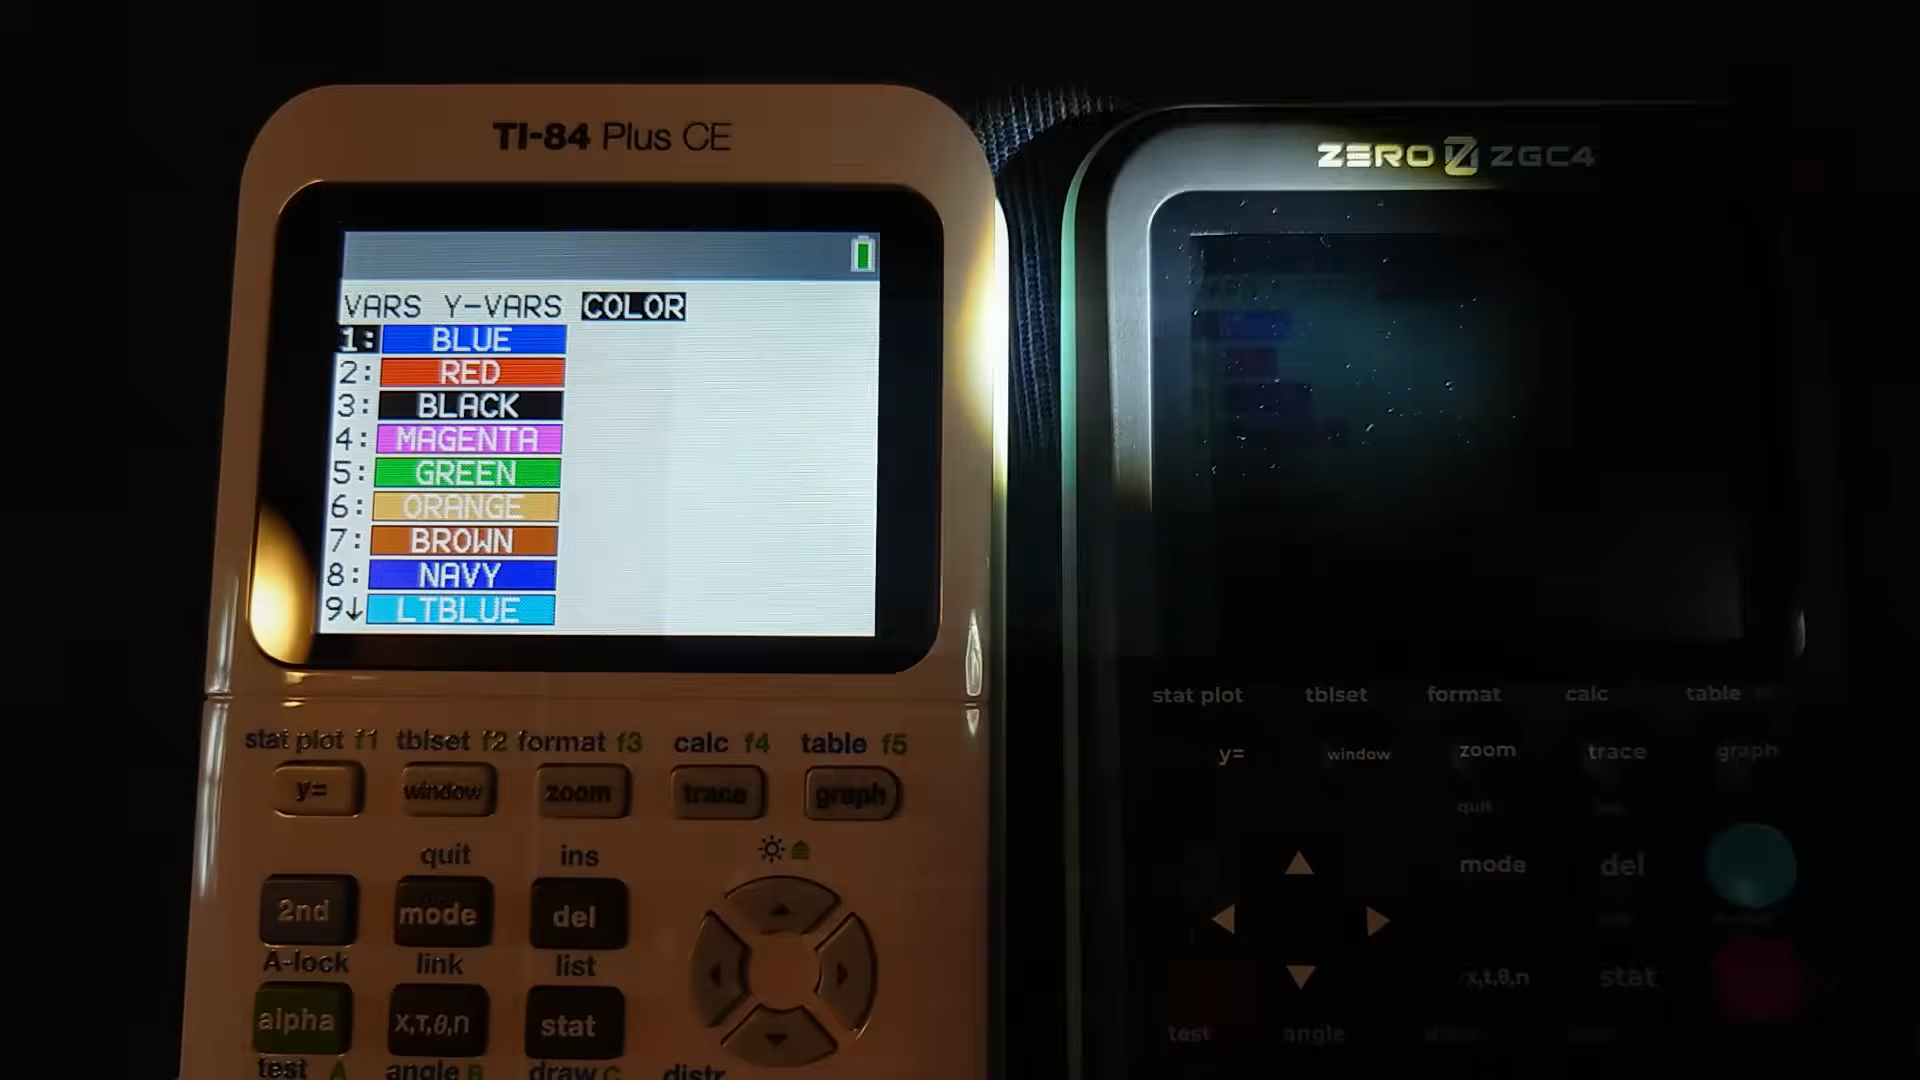 TI-84 Plus CE
VARS Y-VARS COLOR
1: BLUE
2: RED
3: BLACK
4: MAGENTA
5: GREEN
6: ORANGE
7: BROWN
8: NAVY
9↓ LTBLUE
stat plot f1 tblset f2 format f3 calc f4 table f5
y= window zoom trace graph
quit ins
2nd mode del
A-lock link list
alpha X,T,θ,n stat
test A angle B draw C distr
ZERO Z ZGC4
stat plot tblset format calc table
y= window zoom trace graph
quit
mode del
x,t,θ,n stat
test angle